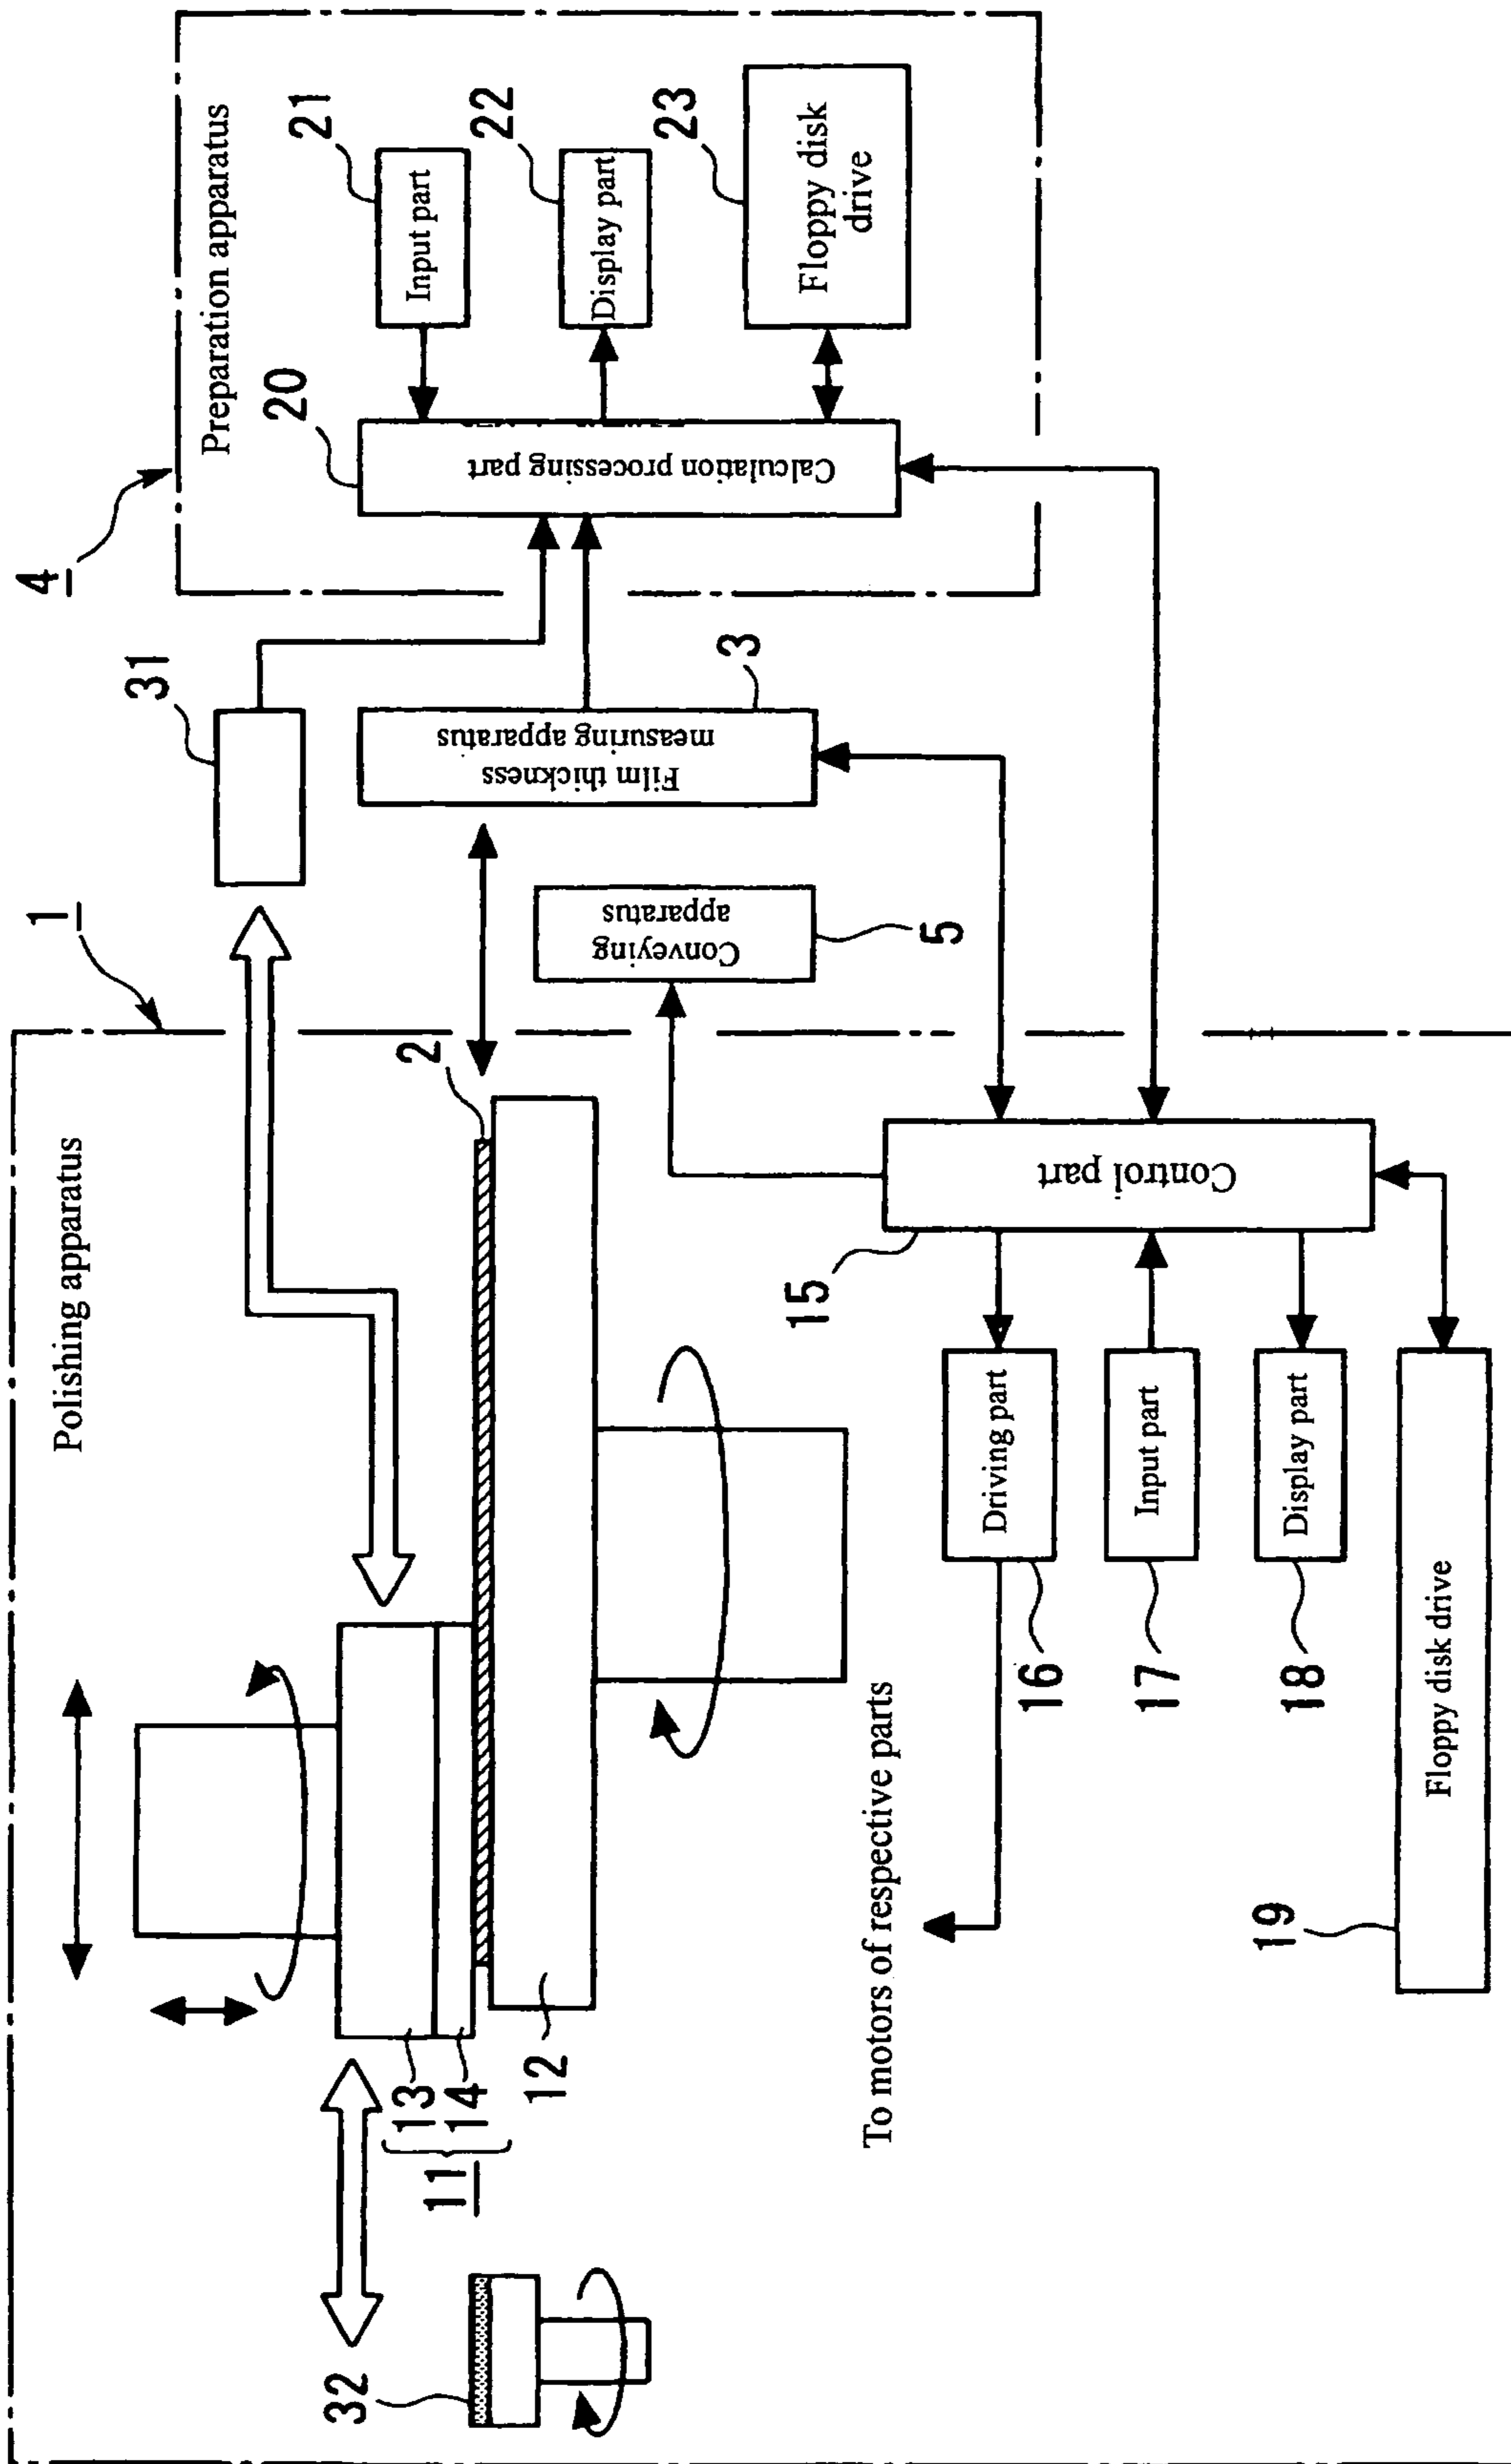 Polishing apparatus
1
4
Preparation apparatus
31
20
21
Input part
22
Display part
23
Floppy disk
drive
Calculation processing part
Film thickness
measuring apparatus
3
Conveying
apparatus
5
2
32
13
14
11
12
To motors of respective parts
15
Control part
Driving part
16
Input part
17
Display part
18
Floppy disk drive
19